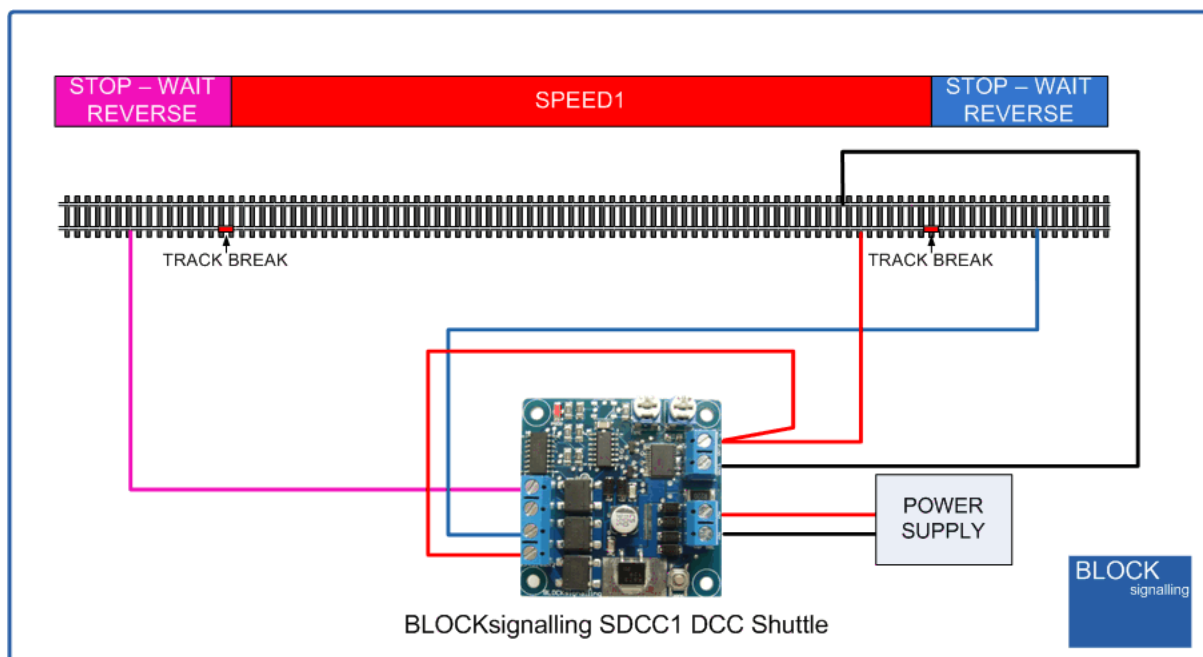 STOP – WAIT
REVERSE
SPEED1
STOP – WAIT
REVERSE
TRACK BREAK
TRACK BREAK
POWER
SUPPLY
BLOCK
signalling
BLOCKsignalling SDCC1 DCC Shuttle